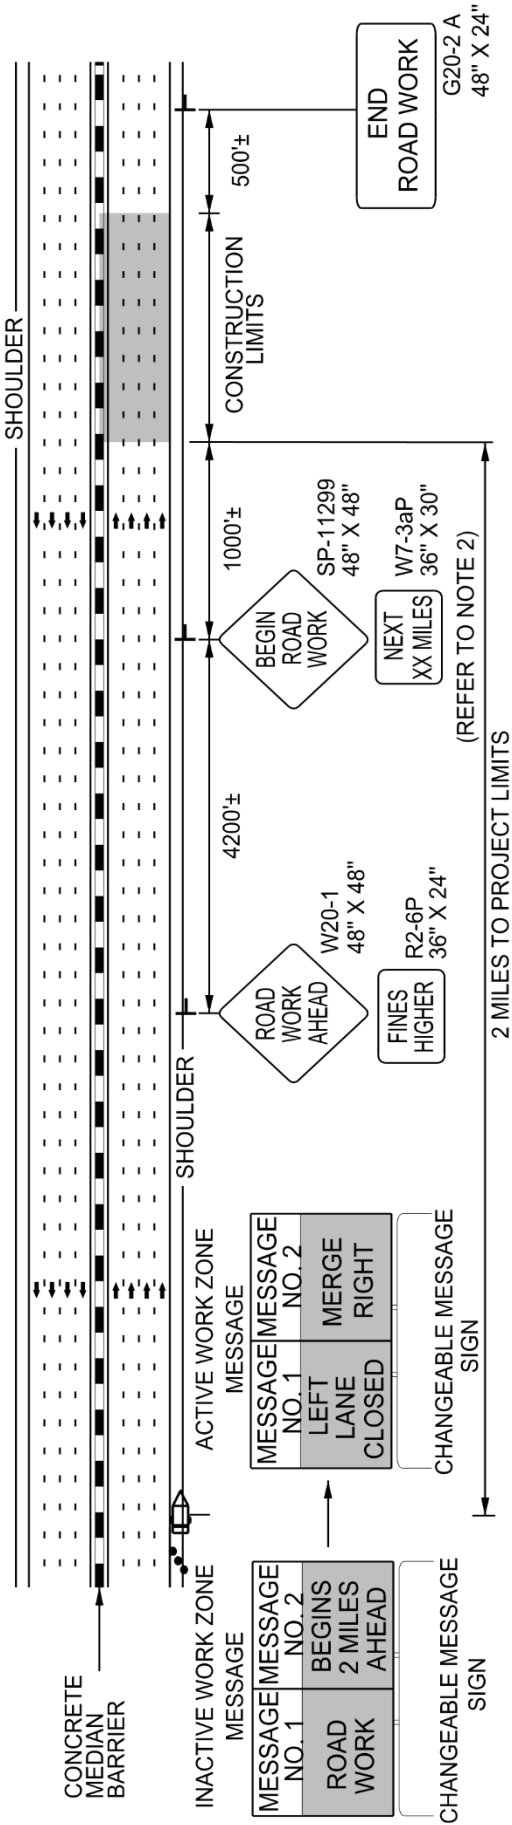 SHOULDER
CONCRETE
MEDIAN
BARRIER
SHOULDER
INACTIVE WORK ZONE
MESSAGE
MESSAGE
NO. 1
ROAD
WORK
MESSAGE
NO. 2
BEGINS
2 MILES
AHEAD
CHANGEABLE MESSAGE
SIGN
ACTIVE WORK ZONE
MESSAGE
MESSAGE
NO. 1
LEFT
LANE
CLOSED
MESSAGE
NO. 2
MERGE
RIGHT
CHANGEABLE MESSAGE
SIGN
4200'±
ROAD
WORK
AHEAD
W20-1
48" X 48"
FINES
HIGHER
R2-6P
36" X 24"
1000'±
BEGIN
ROAD
WORK
SP-11299
48" X 48"
NEXT
XX MILES
W7-3aP
36" X 30"
(REFER TO NOTE 2)
2 MILES TO PROJECT LIMITS
CONSTRUCTION
LIMITS
500'±
END
ROAD WORK
G20-2 A
48" X 24"